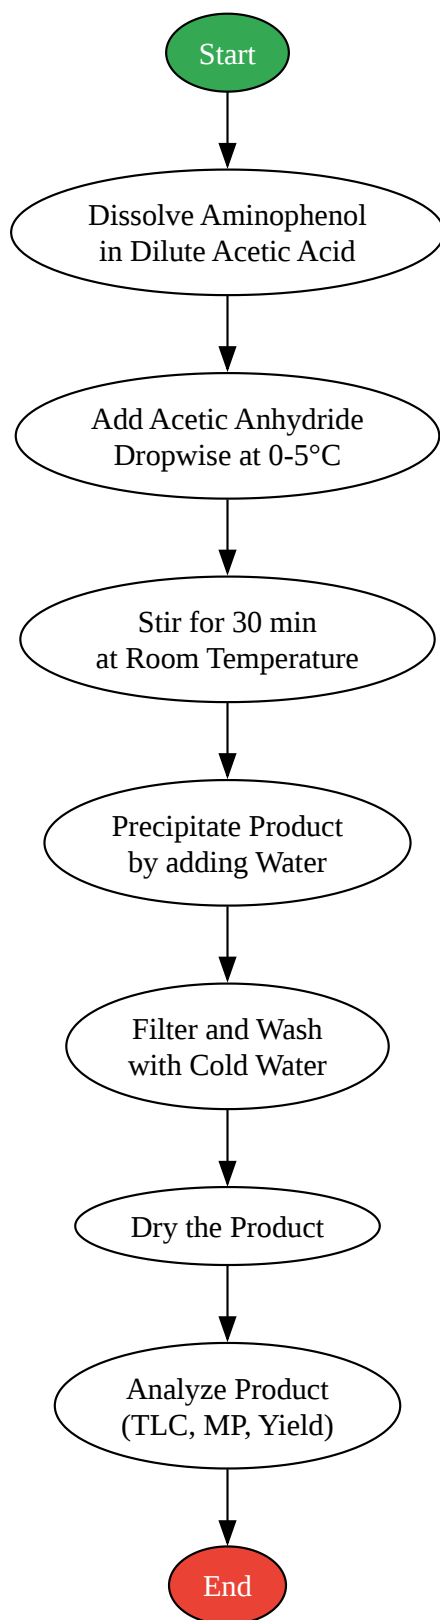 Start
Dissolve Aminophenol
in Dilute Acetic Acid
Add Acetic Anhydride
Dropwise at 0-5°C
Stir for 30 min
at Room Temperature
Precipitate Product
by adding Water
Filter and Wash
with Cold Water
Dry the Product
Analyze Product
(TLC, MP, Yield)
End